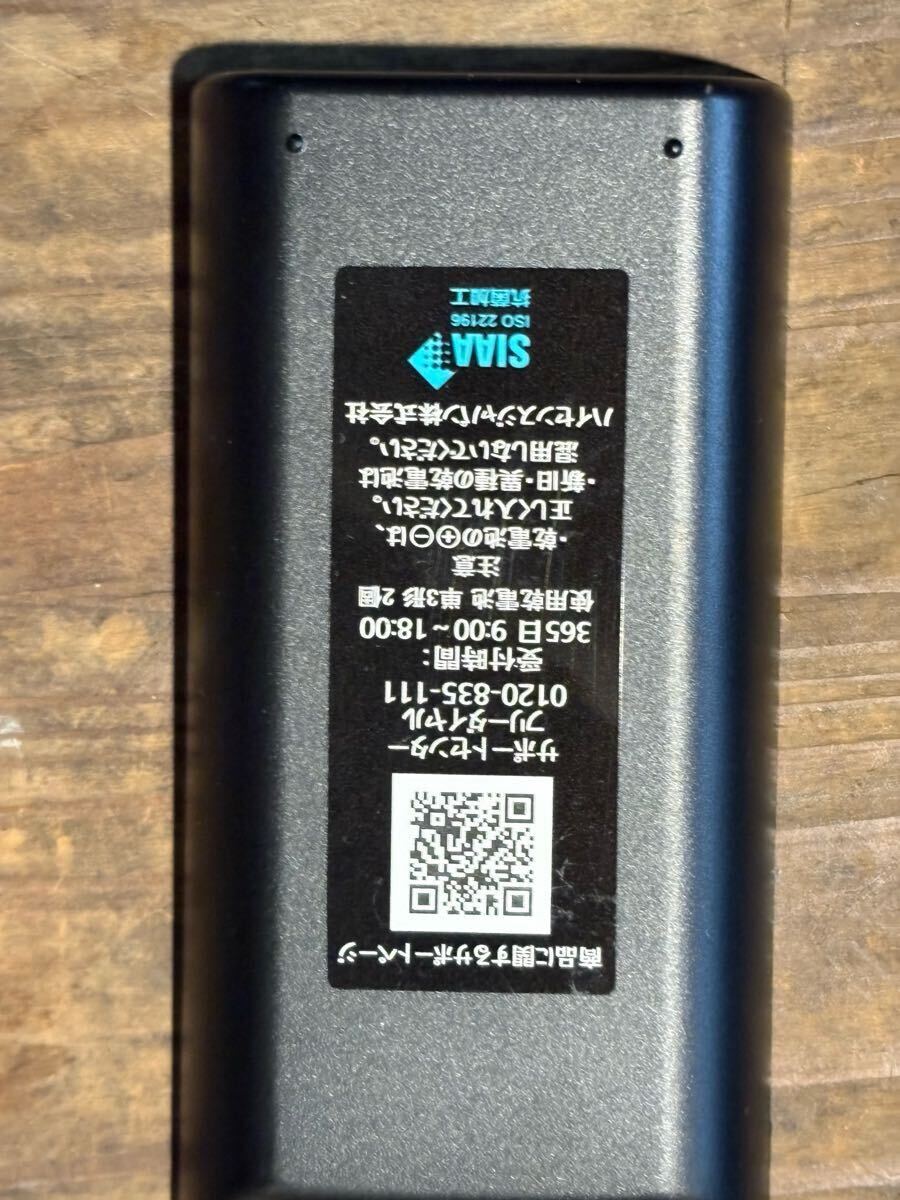 商品に関するサポートページ
サポートセンター
フリーダイヤル
0120-835-111
受付時間：
365日 9:00～18:00
使用乾電池 単3形 2個
注意
・乾電池の⊕⊖は、
正しく入れてください。
・新旧・異種の乾電池は
混用しないでください。
ハイセンスジャパン株式会社
SIAA
ISO 22196
抗菌加工